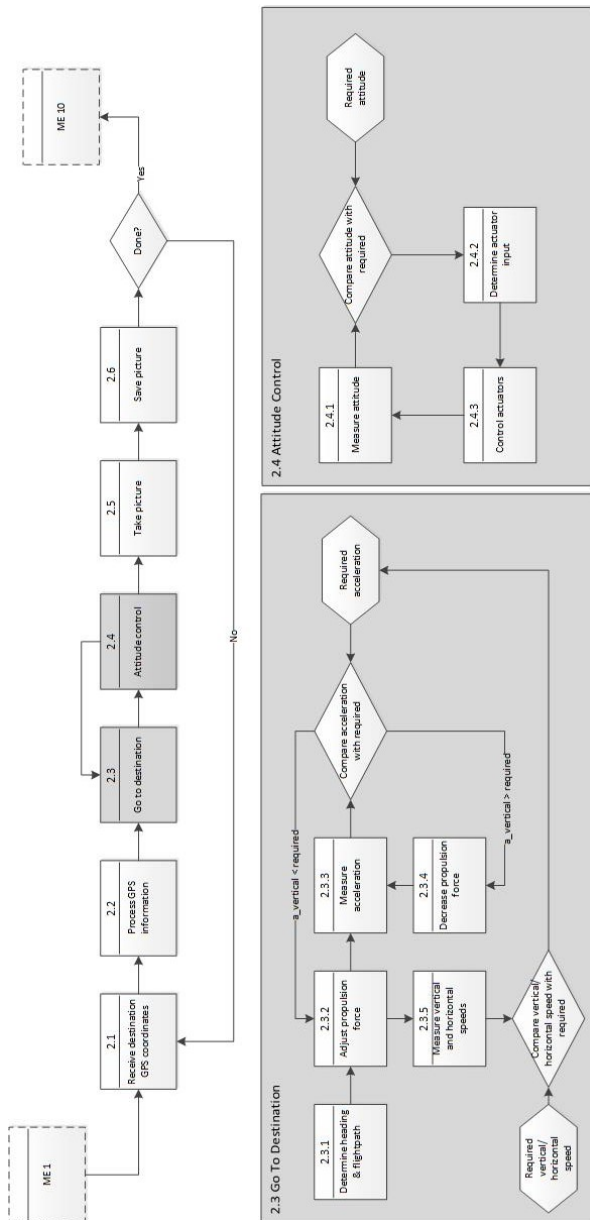 ME 1
2.1
Receive destination
GPS coordinates
2.2
Process GPS
information
2.3
Go to destination
2.4
Attitude control
2.5
Take picture
2.6
Save picture
Done?
Yes
No
ME 10
2.3 Go To Destination
2.3.1
Determine heading
& flightpath
2.3.2
Adjust propulsion
force
2.3.3
Measure
acceleration
2.3.4
Decrease propulsion
force
2.3.5
Measure vertical
and horizontal
speeds
Compare acceleration
with required
Required
acceleration
a_vertical < required
a_vertical > required
Required
vertical/
horizontal
speed
Compare vertical/
horizontal speed with
required
2.4 Attitude Control
2.4.1
Measure attitude
Compare attitude with
required
Required
attitude
2.4.2
Determine actuator
input
2.4.3
Control actuators